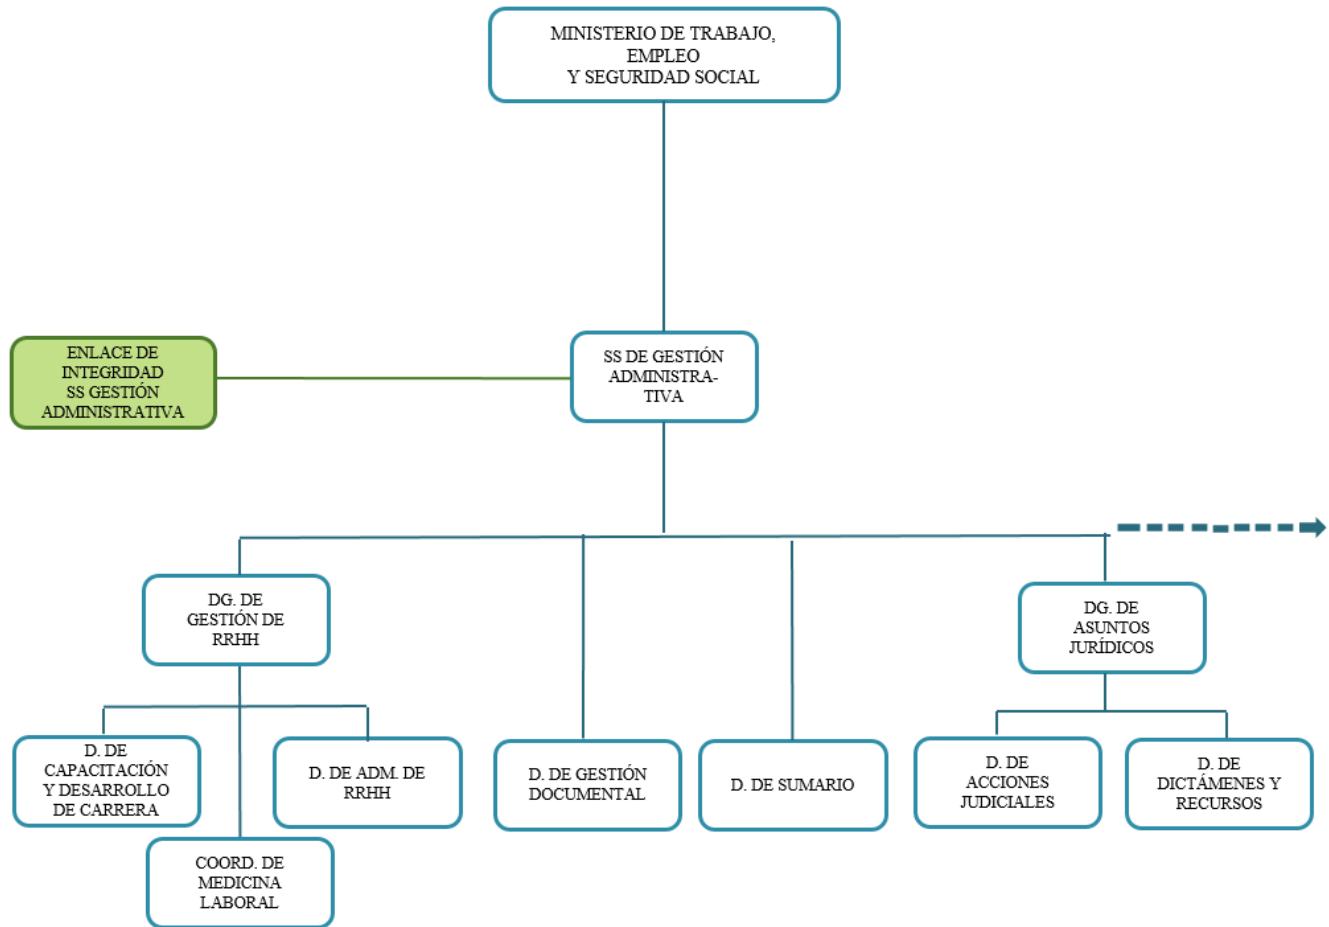 MINISTERIO DE TRABAJO,
EMPLEO
Y SEGURIDAD SOCIAL
ENLACE DE
INTEGRIDAD
SS GESTIÓN
ADMINISTRATIVA
SS DE GESTIÓN
ADMINISTRA-
TIVA
DG. DE
GESTIÓN DE
RRHH
DG. DE
ASUNTOS
JURÍDICOS
D. DE
CAPACITACIÓN
Y DESARROLLO
DE CARRERA
D. DE ADM. DE
RRHH
D. DE GESTIÓN
DOCUMENTAL
D. DE SUMARIO
D. DE
ACCIONES
JUDICIALES
D. DE
DICTÁMENES Y
RECURSOS
COORD. DE
MEDICINA
LABORAL